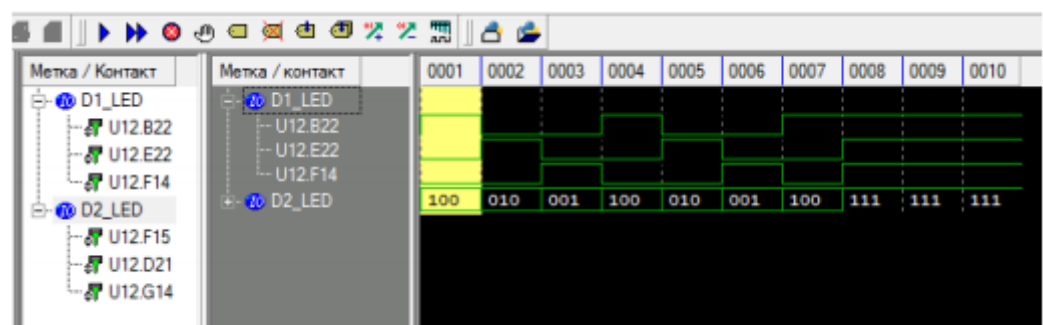 Метка / Контакт Метка / контакт 0001 0002 0003 0004 0005 0006 0007 0008 0009 0010
D1_LED D1_LED
U12.B22 U12.B22
U12.E22 U12.E22
U12.F14 U12.F14
D2_LED D2_LED 100 010 001 100 010 001 100 111 111 111
U12.F15
U12.D21
U12.G14